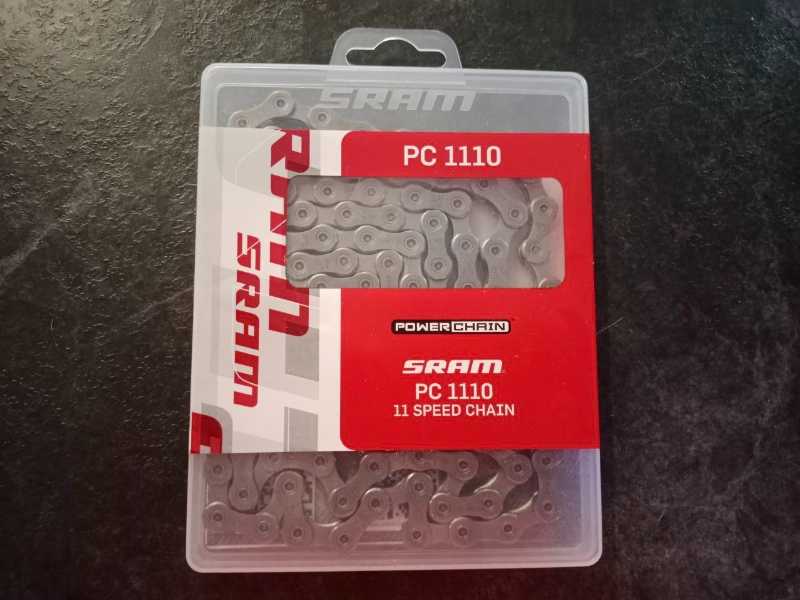 SRAM
PC 1110
SRAM
SRAM
POWERCHAIN
SRAM
PC 1110
11 SPEED CHAIN